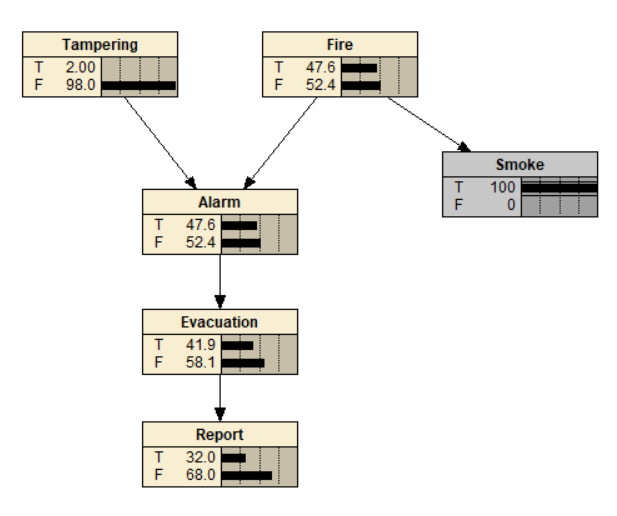 Tampering
T 2.00
F 98.0
Fire
T 47.6
F 52.4
Smoke
T 100
F 0
Alarm
T 47.6
F 52.4
Evacuation
T 41.9
F 58.1
Report
T 32.0
F 68.0